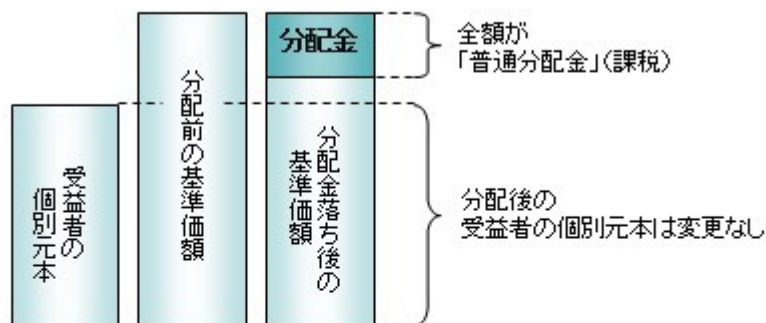 受益者の
個別元本
分配前の基準価額
分配金
分配金落ち後の
基準価額
全額が
「普通分配金」(課税)
分配後の
受益者の個別元本は変更なし